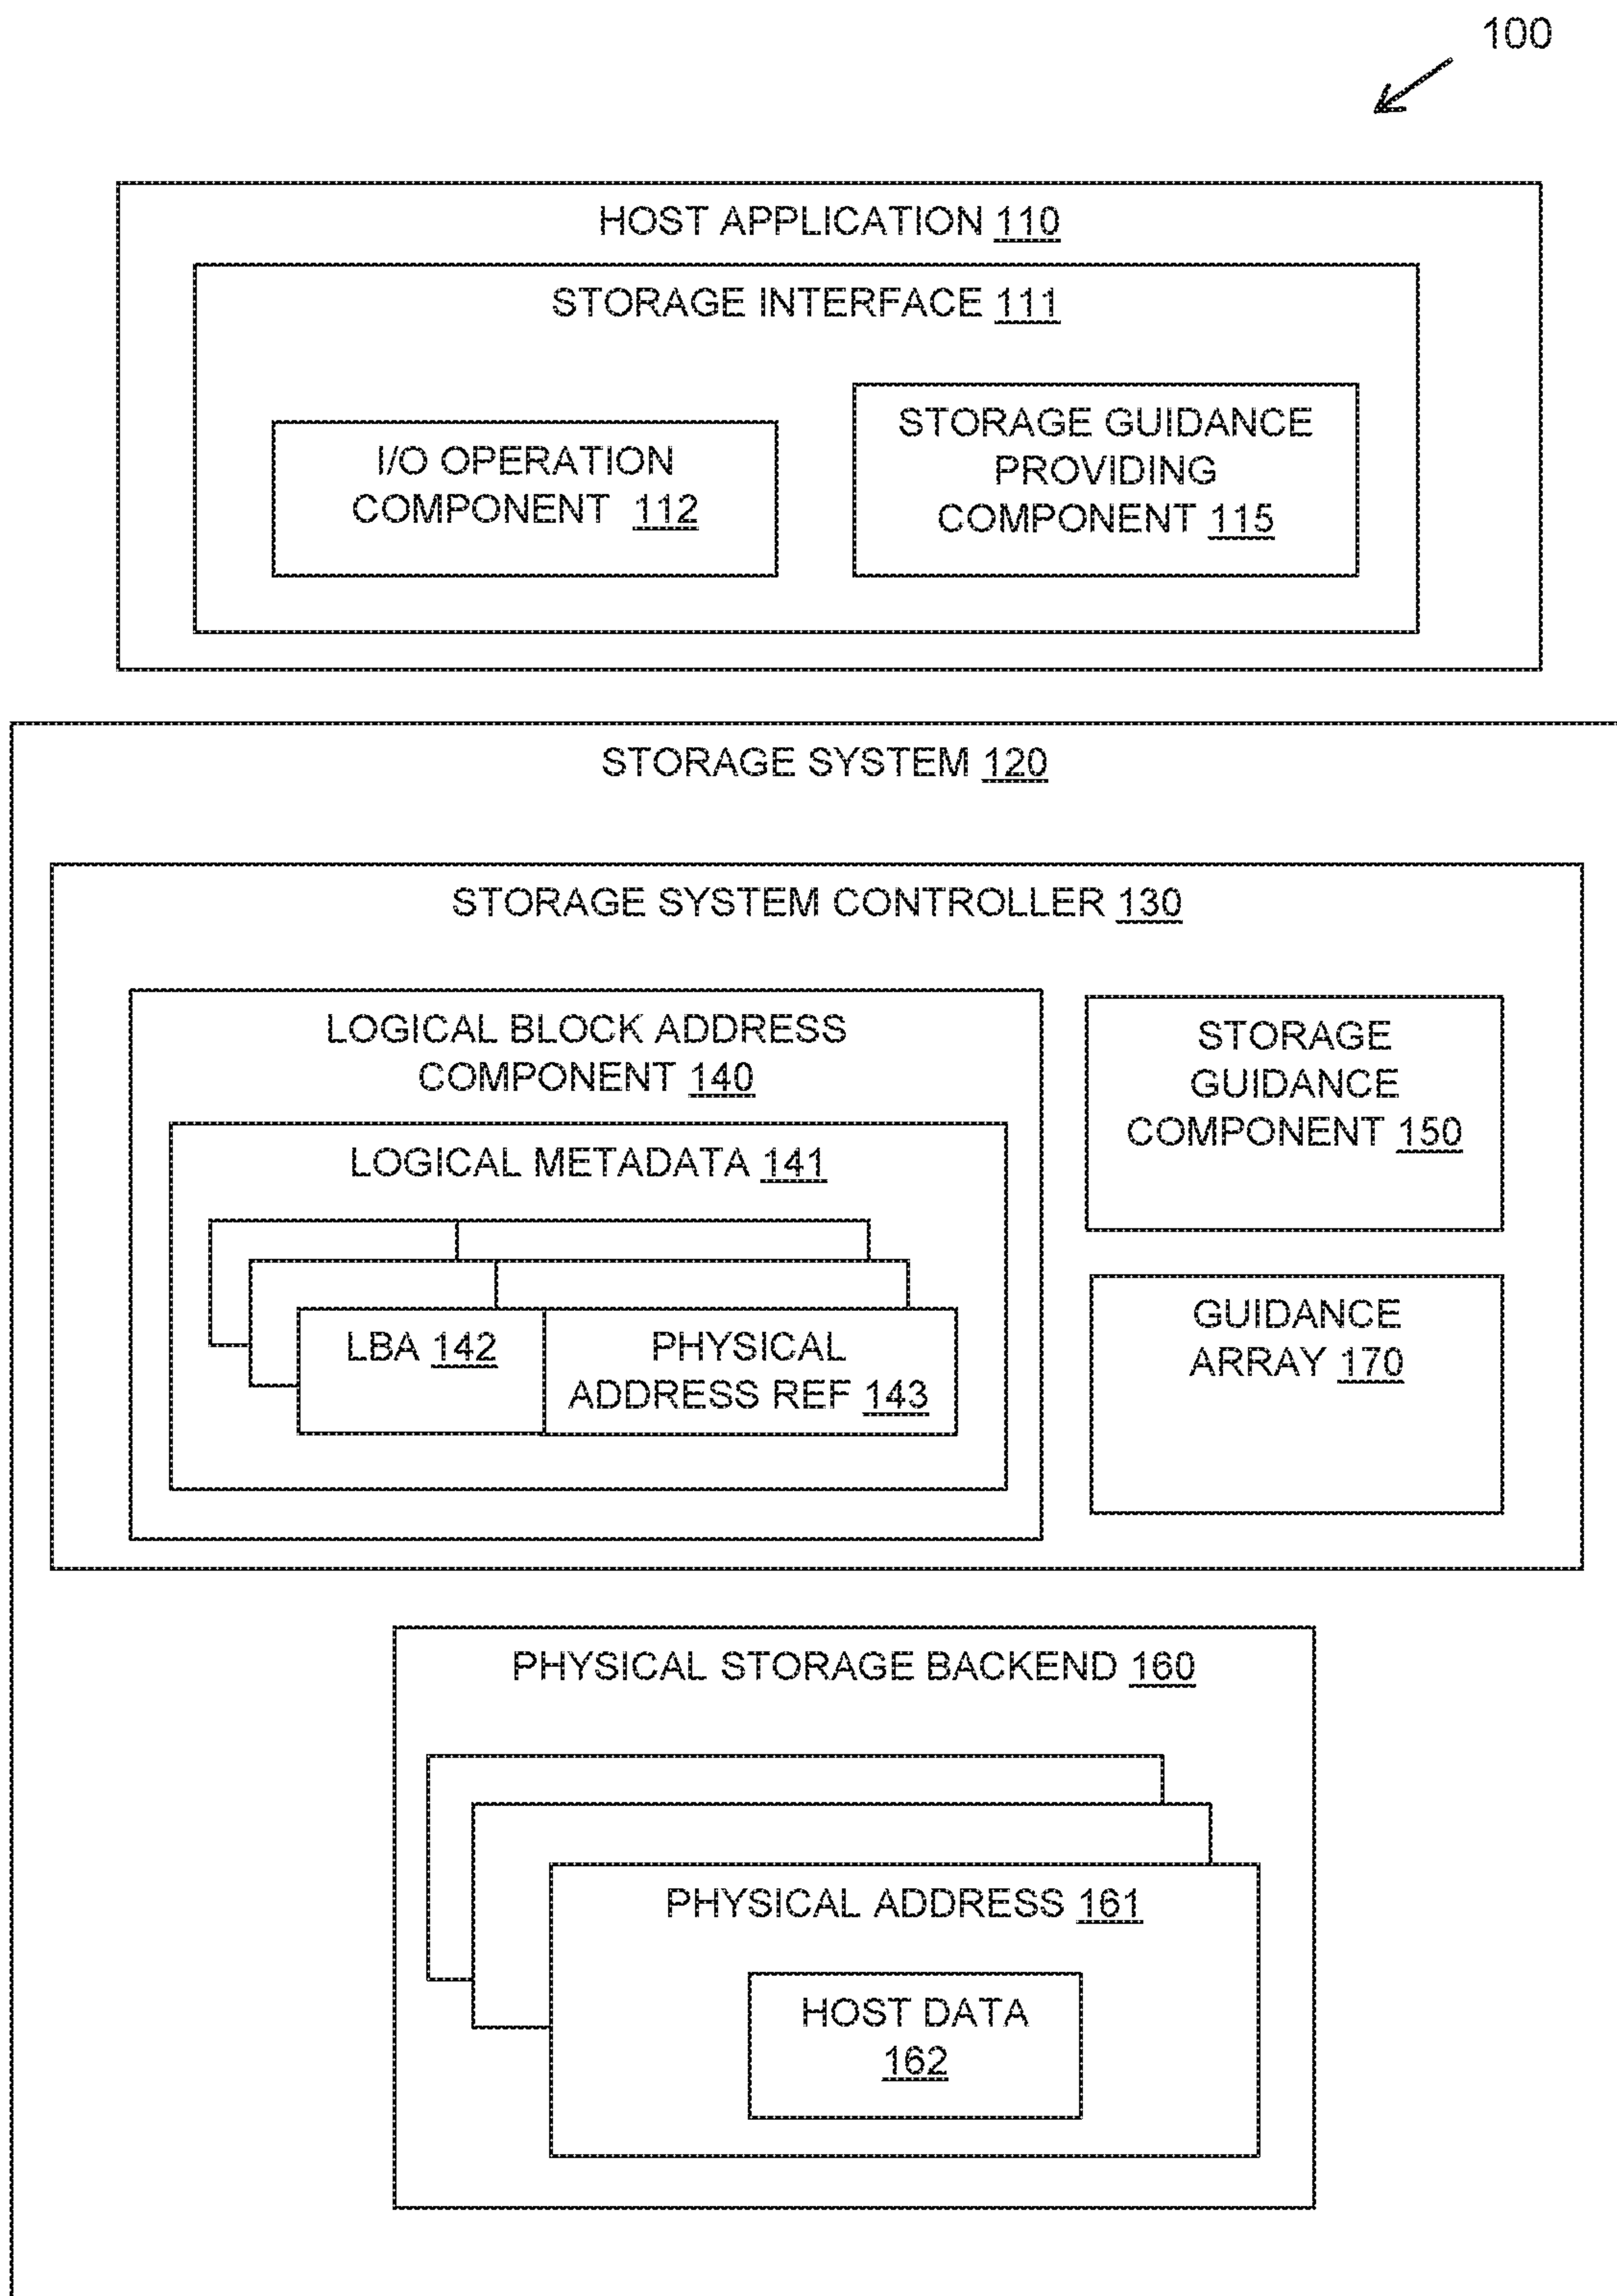 100
HOST APPLICATION 110
STORAGE INTERFACE 111
I/O OPERATION
COMPONENT 112
STORAGE GUIDANCE
PROVIDING
COMPONENT 115
STORAGE SYSTEM 120
STORAGE SYSTEM CONTROLLER 130
LOGICAL BLOCK ADDRESS
COMPONENT 140
LOGICAL METADATA 141
LBA 142
PHYSICAL
ADDRESS REF 143
STORAGE
GUIDANCE
COMPONENT 150
GUIDANCE
ARRAY 170
PHYSICAL STORAGE BACKEND 160
PHYSICAL ADDRESS 161
HOST DATA
162